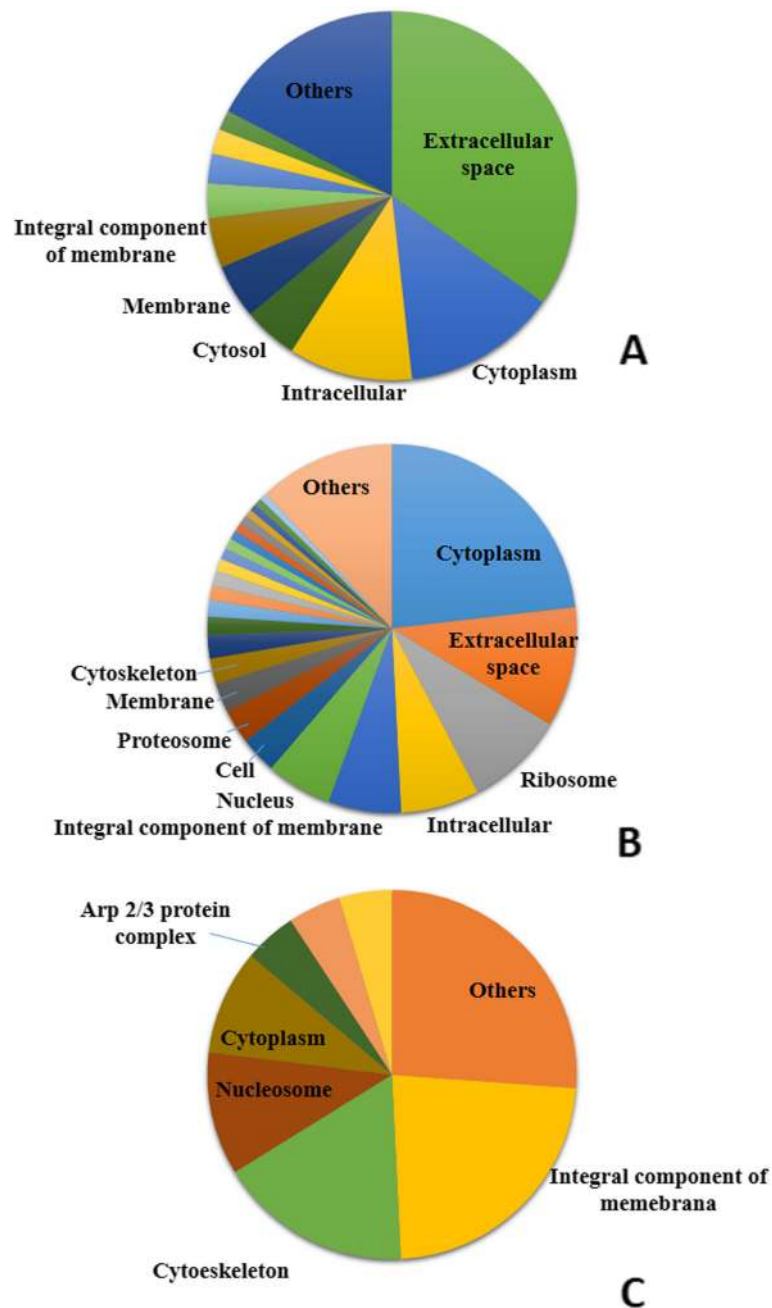 Others
Extracellular
space
Integral component
of membrane
Membrane
Cytosol
Intracellular
Cytoplasm
A
Others
Cytoplasm
Extracellular
space
Cytoskeleton
Membrane
Proteosome
Cell
Nucleus
Integral component of membrane
Intracellular
Ribosome
B
Arp 2/3 protein
complex
Others
Cytoplasm
Nucleosome
Integral component of
memebrana
Cytoeskeleton
C